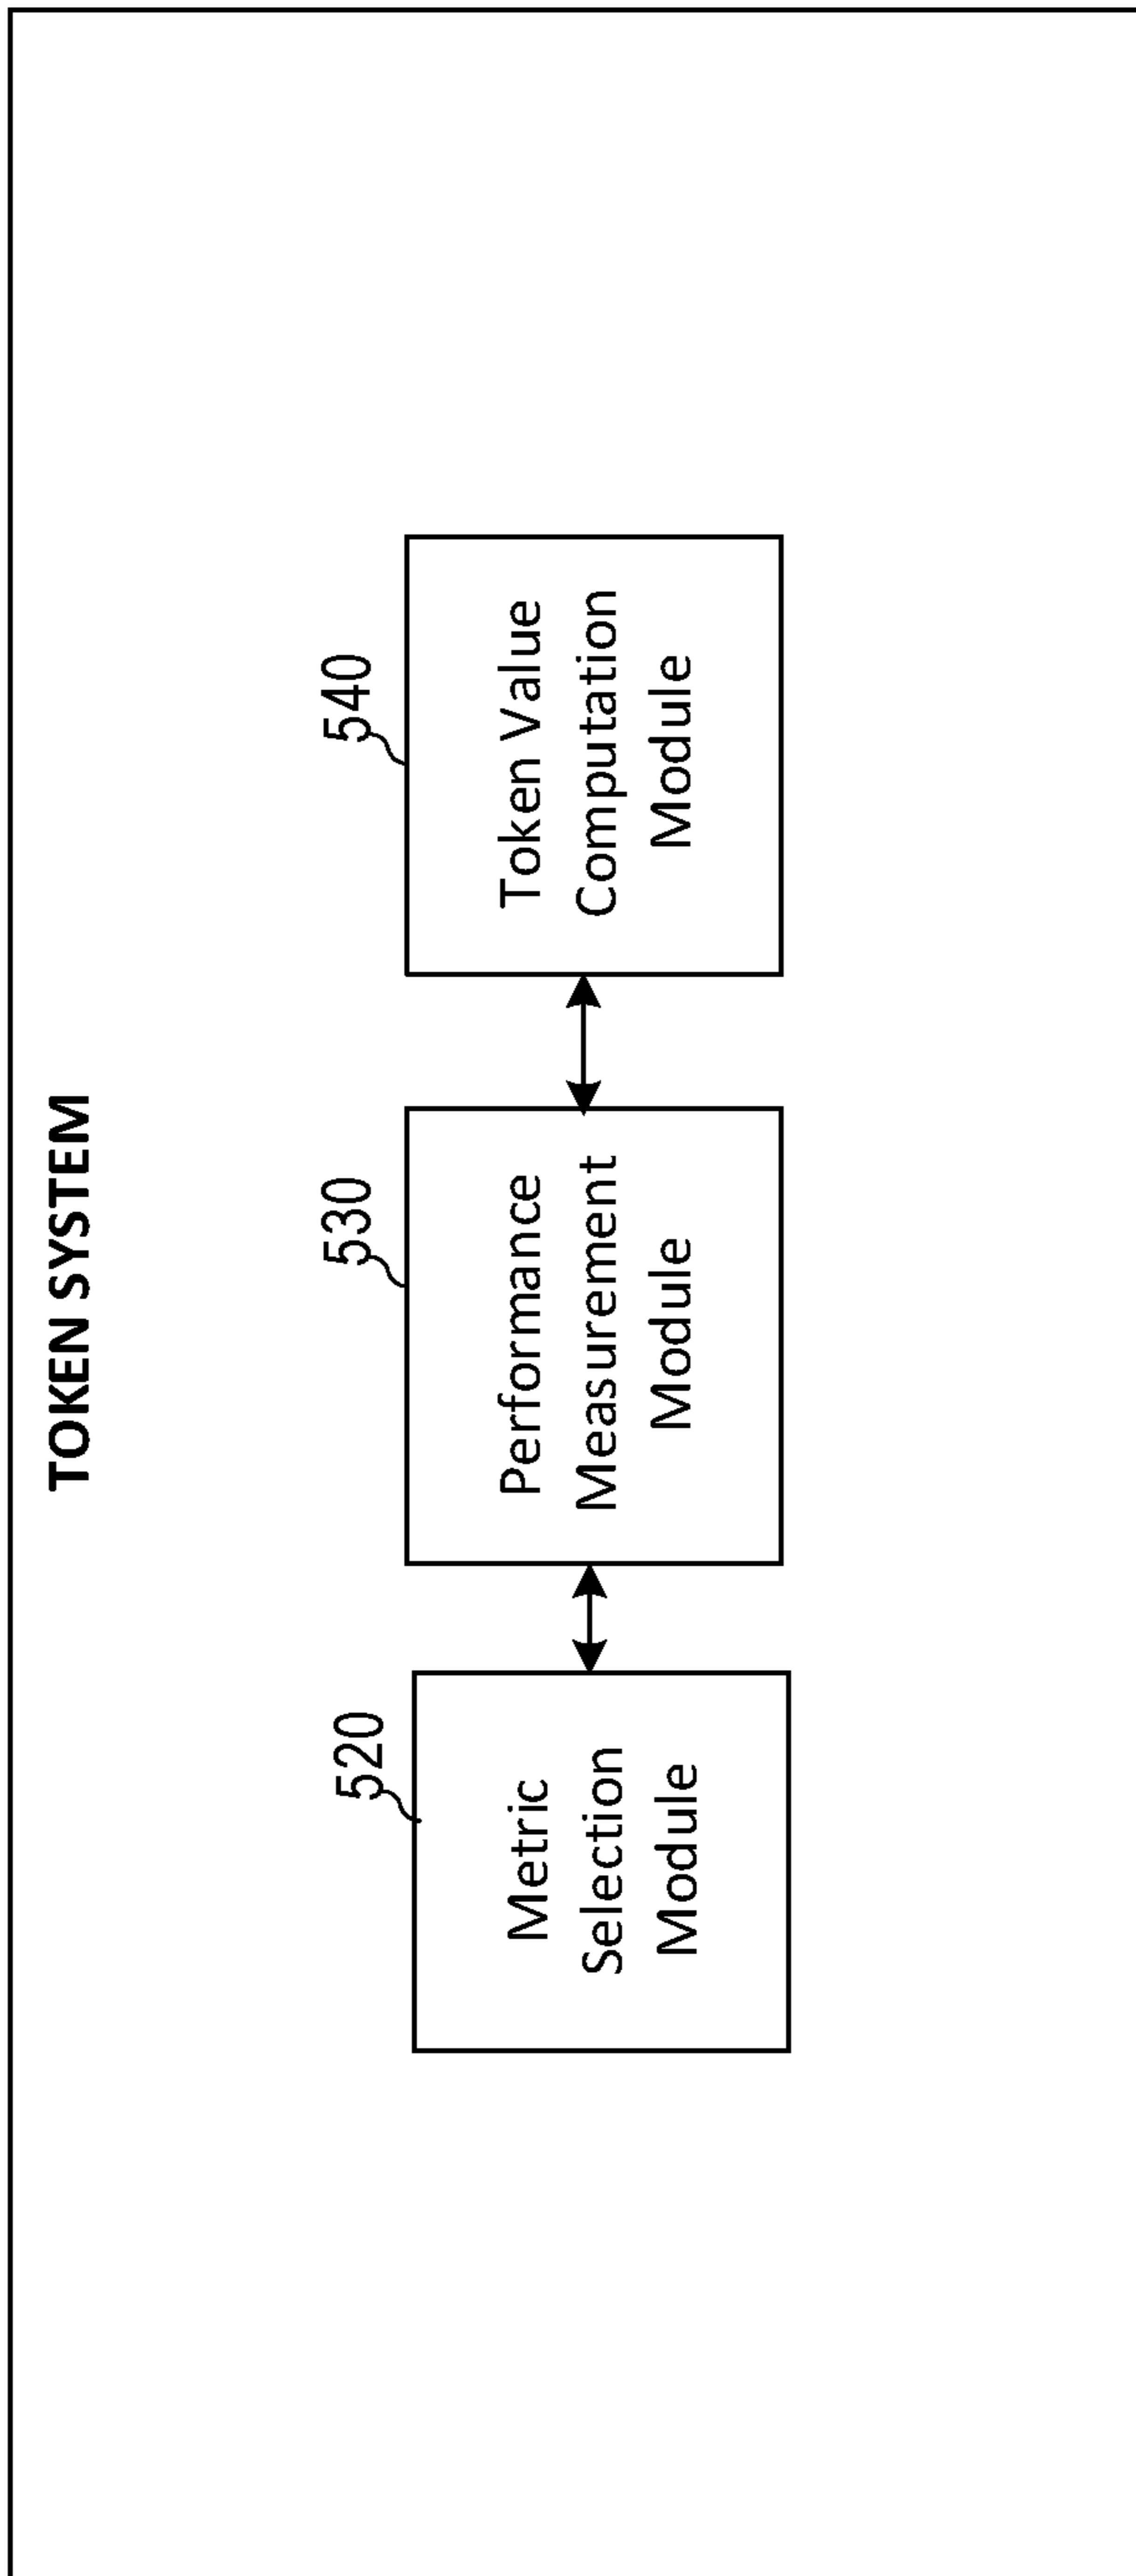 TOKEN SYSTEM
520
Metric
Selection
Module
530
Performance
Measurement
Module
540
Token Value
Computation
Module